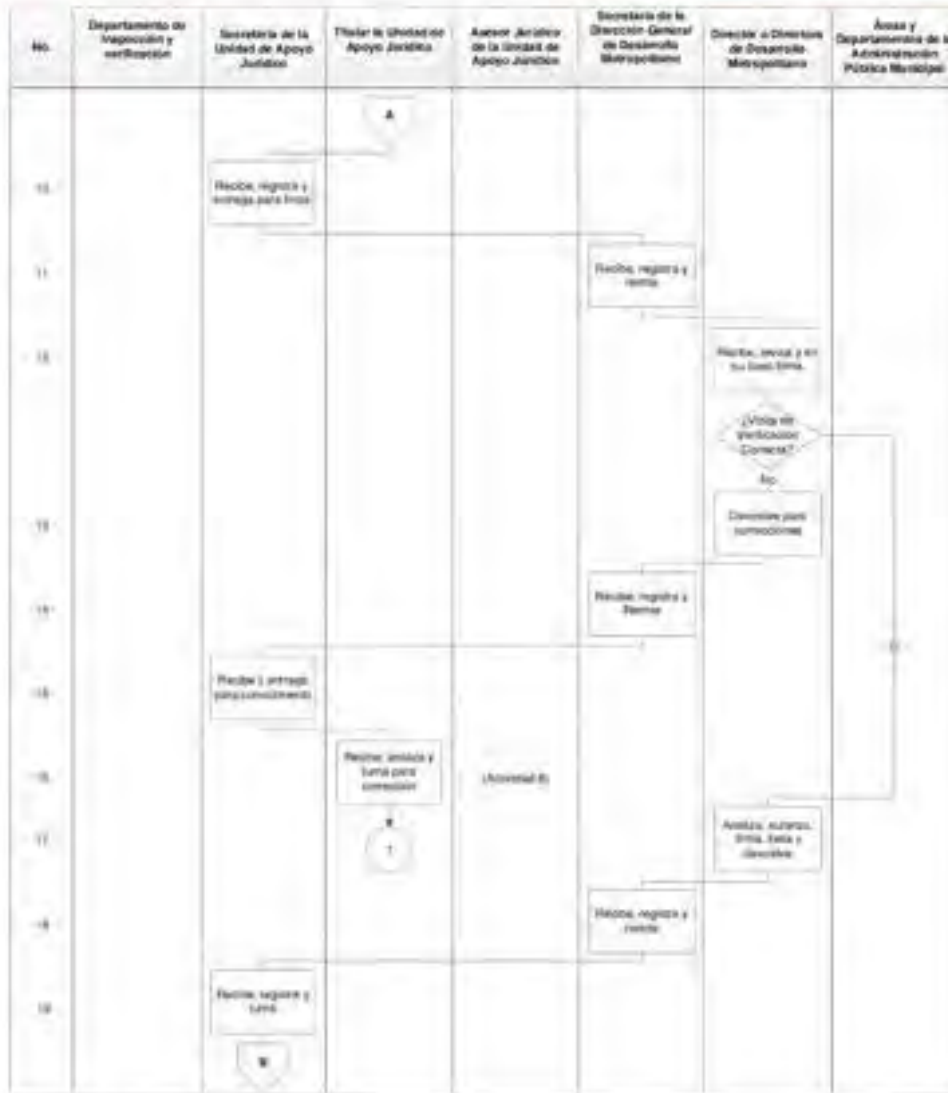 No.
Departamento de
Inspección y
verificación
Secretaria de la
Unidad de Apoyo
Jurídico
Titular la Unidad de
Apoyo Jurídico
Asesor Jurídico
de la Unidad de
Apoyo Jurídico
Secretaria de la
Dirección General
de Desarrollo
Metropolitano
Director o Directora
de Desarrollo
Metropolitano
Áreas y
Departamentos de la
Administración
Pública Municipal
A
10
Recibe, registra y
entrega para firma
11
Recibe, registra y
remite
12
Recibe, revisa y en
su caso firma.
¿Visita de
Verificación
Correcta?
No
13
Devuelve para
correcciones
14
Recibe, registra y
Remite
15
Recibe y entrega
para conocimiento
16
Recibe, analiza y
turna para
corrección
(Actividad 6)
17
Analiza, autoriza,
firma, sella y
devuelve
1
18
Recibe, registra y
remite
19
Recibe, registra y
turna